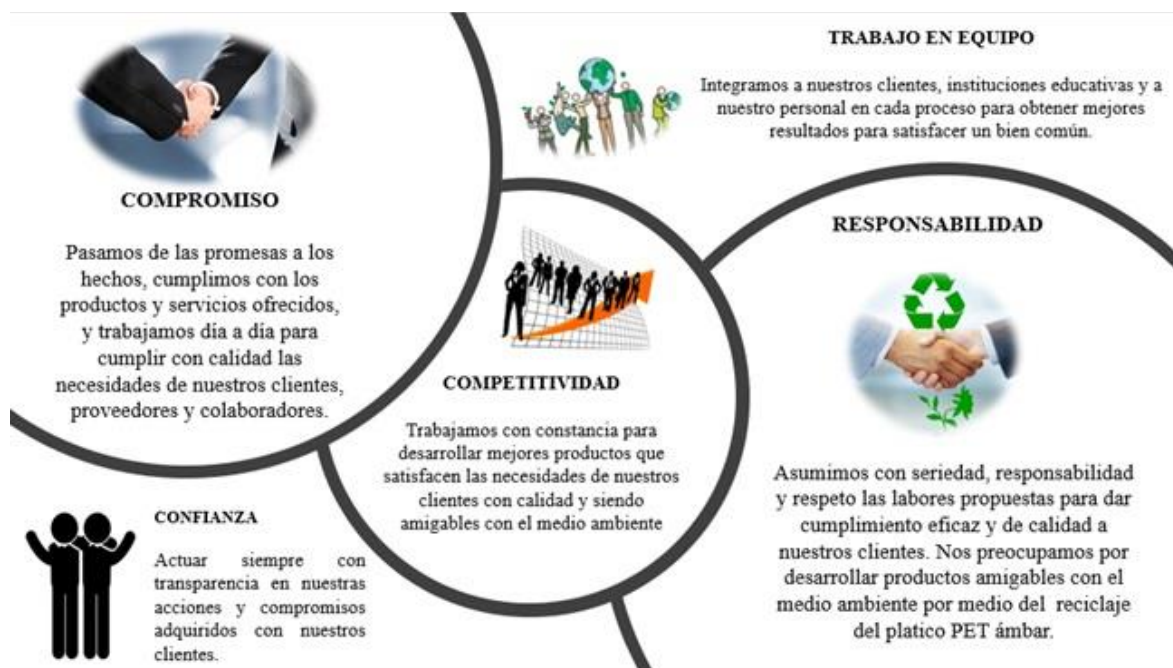 COMPROMISO
Pasamos de las promesas a los
hechos, cumplimos con los
productos y servicios ofrecidos,
y trabajamos día a día para
cumplir con calidad las
necesidades de nuestros clientes,
proveedores y colaboradores.
TRABAJO EN EQUIPO
Integramos a nuestros clientes, instituciones educativas y a
nuestro personal en cada proceso para obtener mejores
resultados para satisfacer un bien común.
COMPETITIVIDAD
Trabajamos con constancia para
desarrollar mejores productos que
satisfacen las necesidades de nuestros
clientes con calidad y siendo
amigables con el medio ambiente
RESPONSABILIDAD
Asumimos con seriedad, responsabilidad
y respeto las labores propuestas para dar
cumplimiento eficaz y de calidad a
nuestros clientes. Nos preocupamos por
desarrollar productos amigables con el
medio ambiente por medio del reciclaje
del platico PET ámbar.
CONFIANZA
Actuar siempre con
transparencia en nuestras
acciones y compromisos
adquiridos con nuestros
clientes.